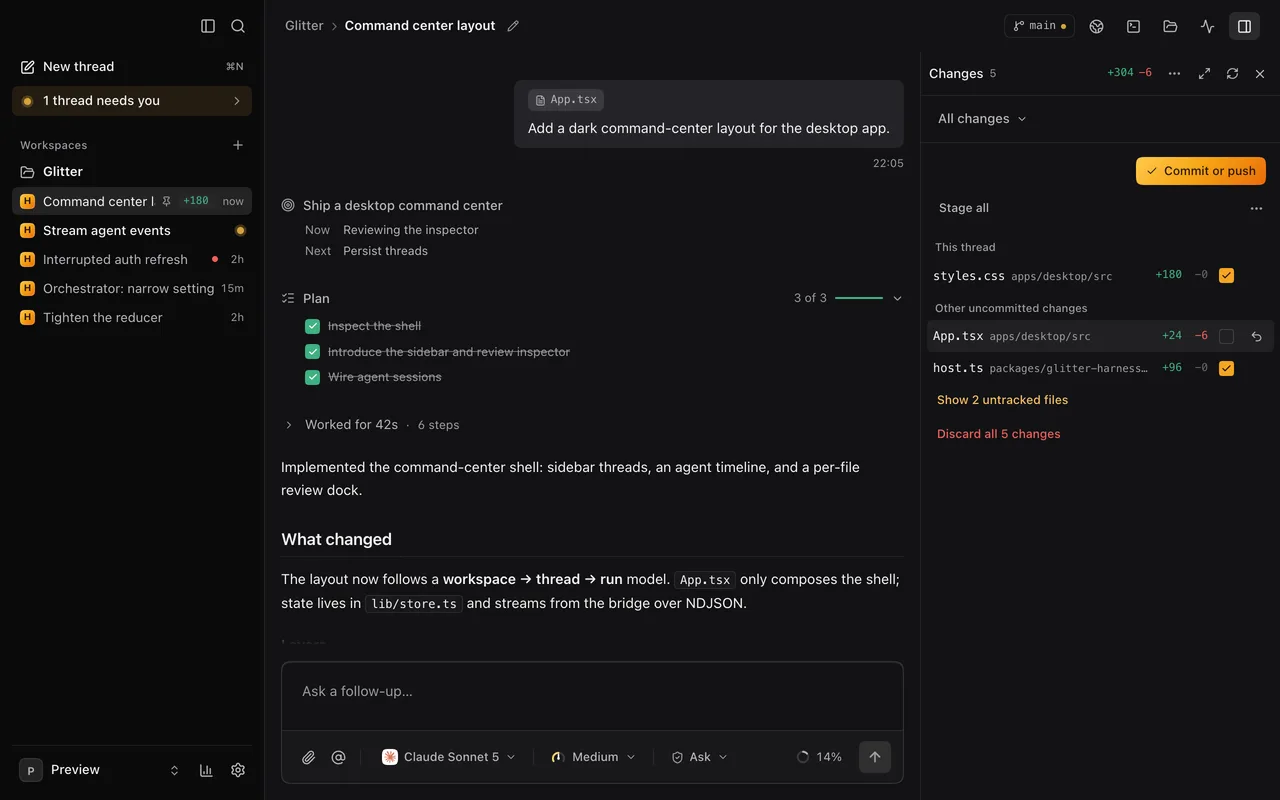 Glitter › Command center layout
main
New thread ⌘N
1 thread needs you
Workspaces
Glitter
H Command center l +180 now
H Stream agent events
H Interrupted auth refresh 2h
H Orchestrator: narrow setting 15m
H Tighten the reducer 2h
P Preview
App.tsx
Add a dark command-center layout for the desktop app.
22:05
Ship a desktop command center
Now Reviewing the inspector
Next Persist threads
Plan 3 of 3
Inspect the shell
Introduce the sidebar and review inspector
Wire agent sessions
Worked for 42s · 6 steps
Implemented the command-center shell: sidebar threads, an agent timeline, and a per-file
review dock.
What changed
The layout now follows a workspace → thread → run model. App.tsx only composes the shell;
state lives in lib/store.ts and streams from the bridge over NDJSON.
Ask a follow-up...
Claude Sonnet 5 Medium Ask 14%
Changes 5 +304 −6
All changes
Commit or push
Stage all
This thread
styles.css apps/desktop/src +180 −0
Other uncommitted changes
App.tsx apps/desktop/src +24 −6
host.ts packages/glitter-harness… +96 −0
Show 2 untracked files
Discard all 5 changes